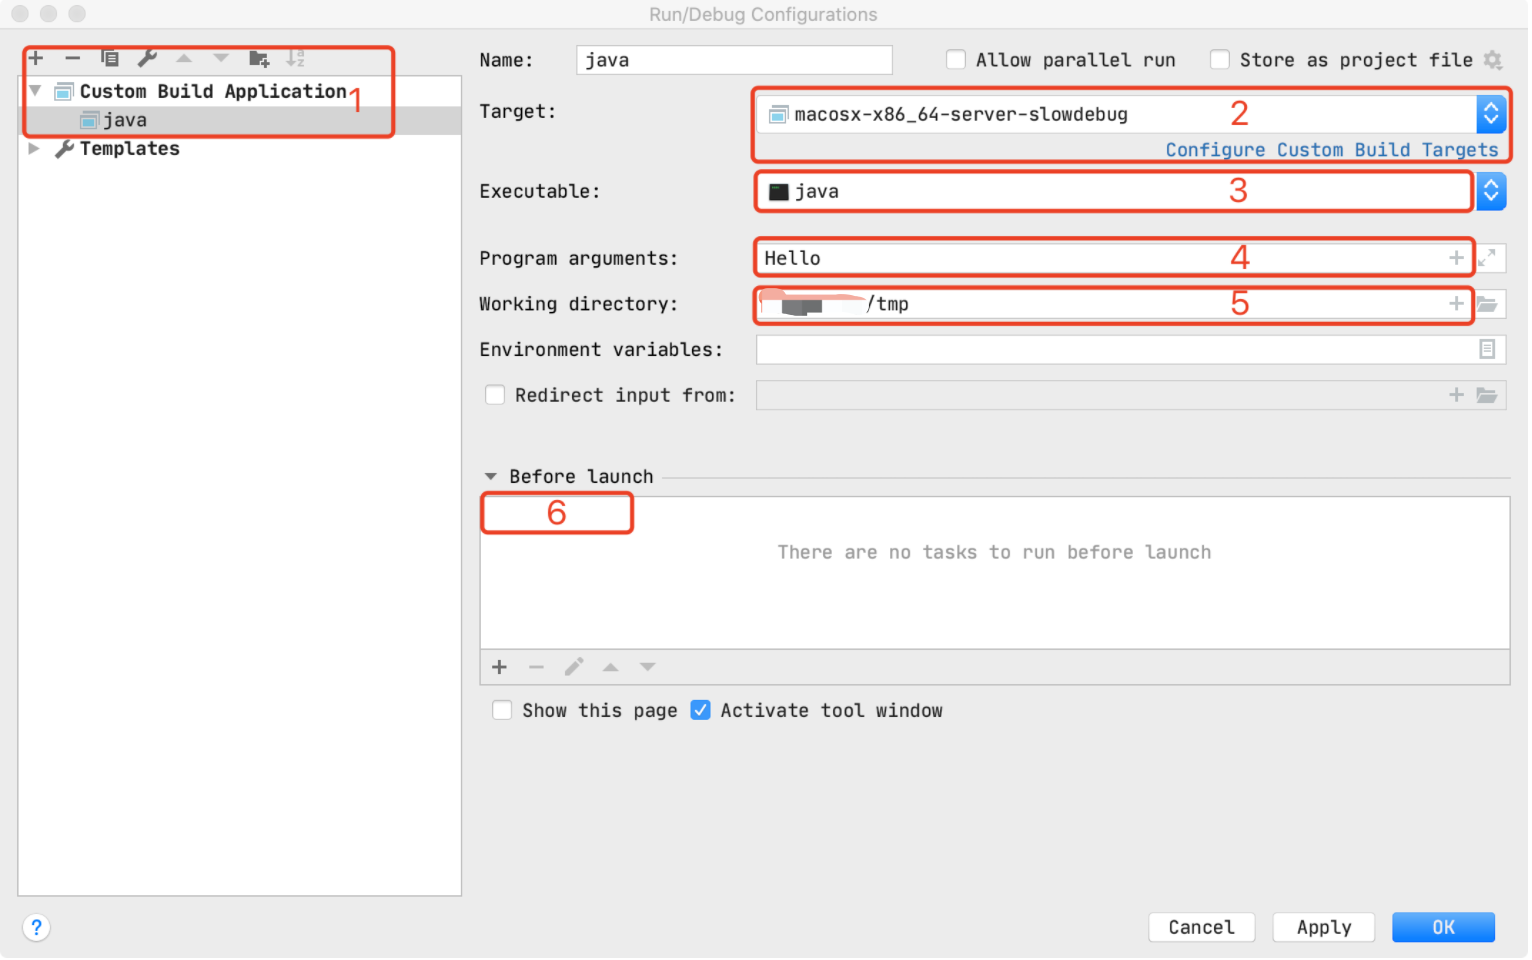 Run/Debug Configurations
Name: java Allow parallel run Store as project file
Custom Build Application 1
java
Templates
Target: macosx-x86_64-server-slowdebug 2
Configure Custom Build Targets
Executable: java 3
Program arguments: Hello 4
Working directory: /tmp 5
Environment variables:
Redirect input from:
Before launch
6
There are no tasks to run before launch
Show this page Activate tool window
? Cancel Apply OK